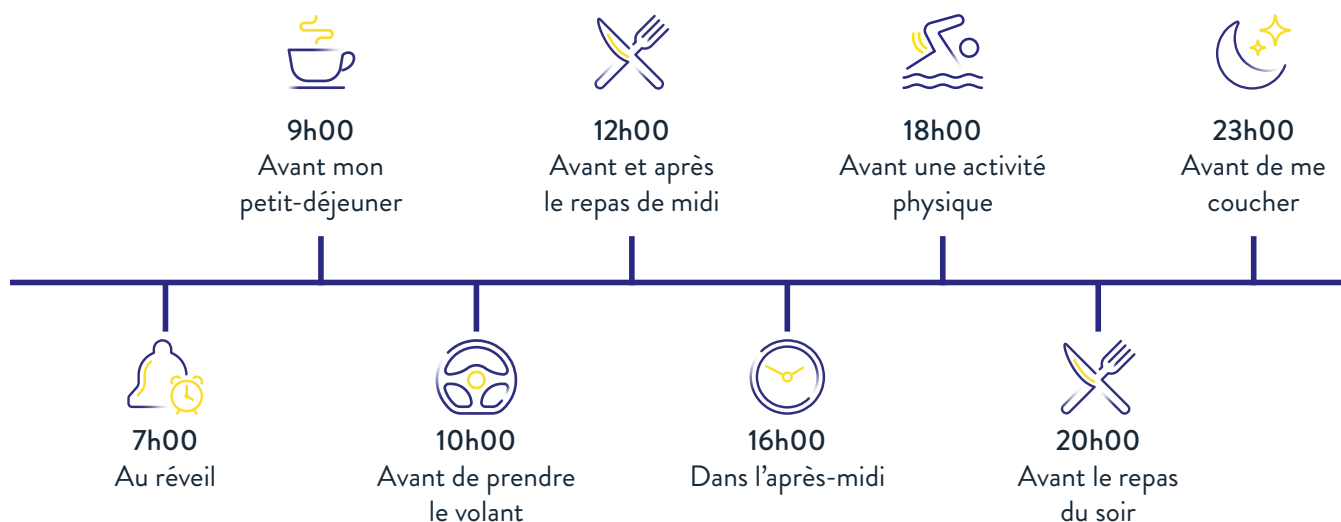 9h00
Avant mon
petit-déjeuner
12h00
Avant et après
le repas de midi
18h00
Avant une activité
physique
23h00
Avant de me
coucher
7h00
Au réveil
10h00
Avant de prendre
le volant
16h00
Dans l’après-midi
20h00
Avant le repas
du soir